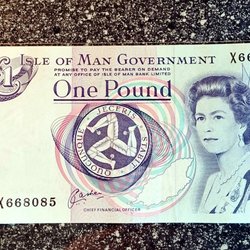 £1
ISLE OF MAN GOVERNMENT
X66
PROMISE TO PAY THE BEARER ON DEMAND
AT ANY OFFICE OF ISLE OF MAN BANK LIMITED
One Pound
QUOCUNQUE JECERIS STABIT
X668085
CHIEF FINANCIAL OFFICER